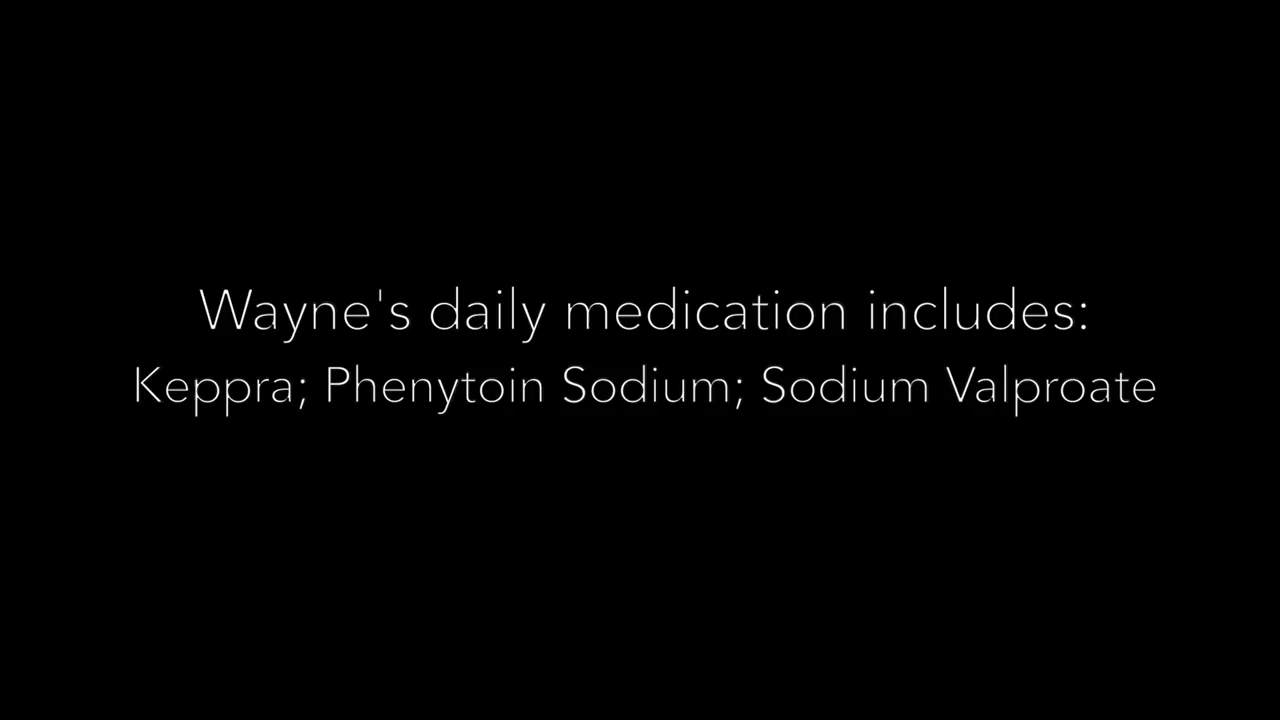 Wayne's daily medication includes:
Keppra; Phenytoin Sodium; Sodium Valproate